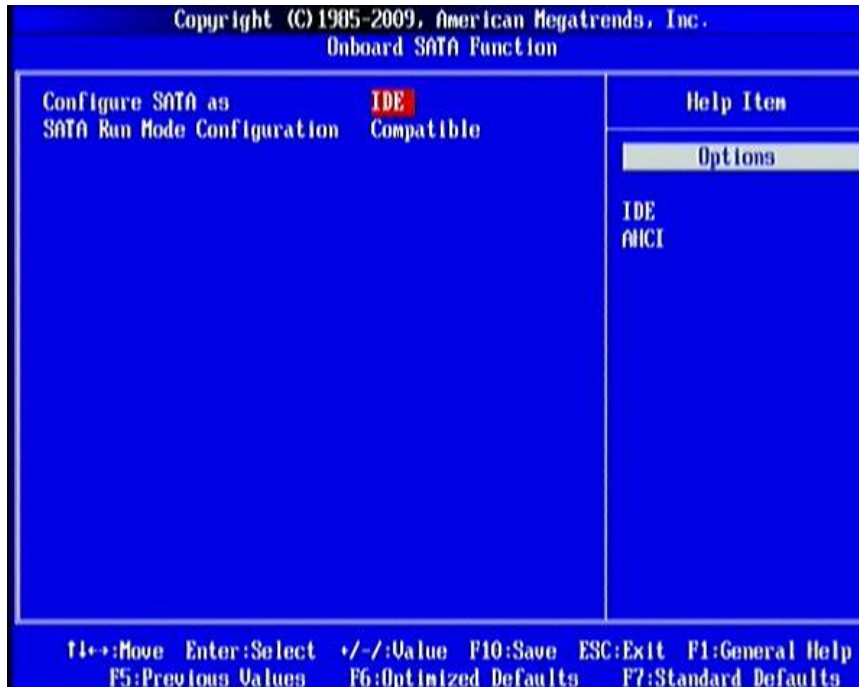 Copyright (C)1985-2009, American Megatrends, Inc.
Onboard SATA Function
Configure SATA as IDE
SATA Run Mode Configuration Compatible
Help Item
Options
IDE
AHCI
↑↓←→:Move Enter:Select +/-/:Value F10:Save ESC:Exit F1:General Help
F5:Previous Values F6:Optimized Defaults F7:Standard Defaults